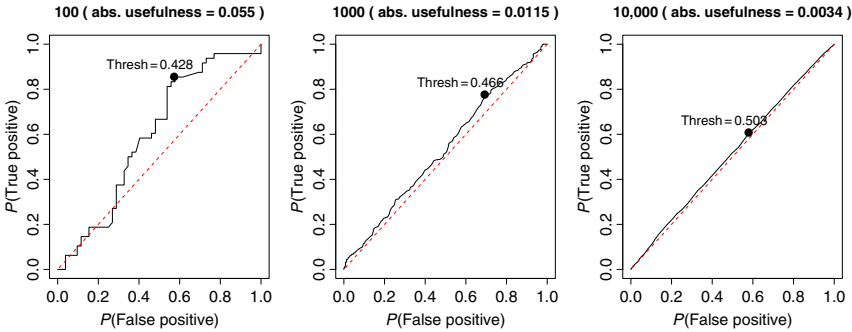 100 ( abs. usefulness = 0.055 )
Thresh = 0.428
P(True positive)
0.0 0.2 0.4 0.6 0.8 1.0
0.0 0.2 0.4 0.6 0.8 1.0
P(False positive)
1000 ( abs. usefulness = 0.0115 )
Thresh = 0.466
P(True positive)
0.0 0.2 0.4 0.6 0.8 1.0
0.0 0.2 0.4 0.6 0.8 1.0
P(False positive)
10,000 ( abs. usefulness = 0.0034 )
Thresh = 0.503
P(True positive)
0.0 0.2 0.4 0.6 0.8 1.0
0.0 0.2 0.4 0.6 0.8 1.0
P(False positive)